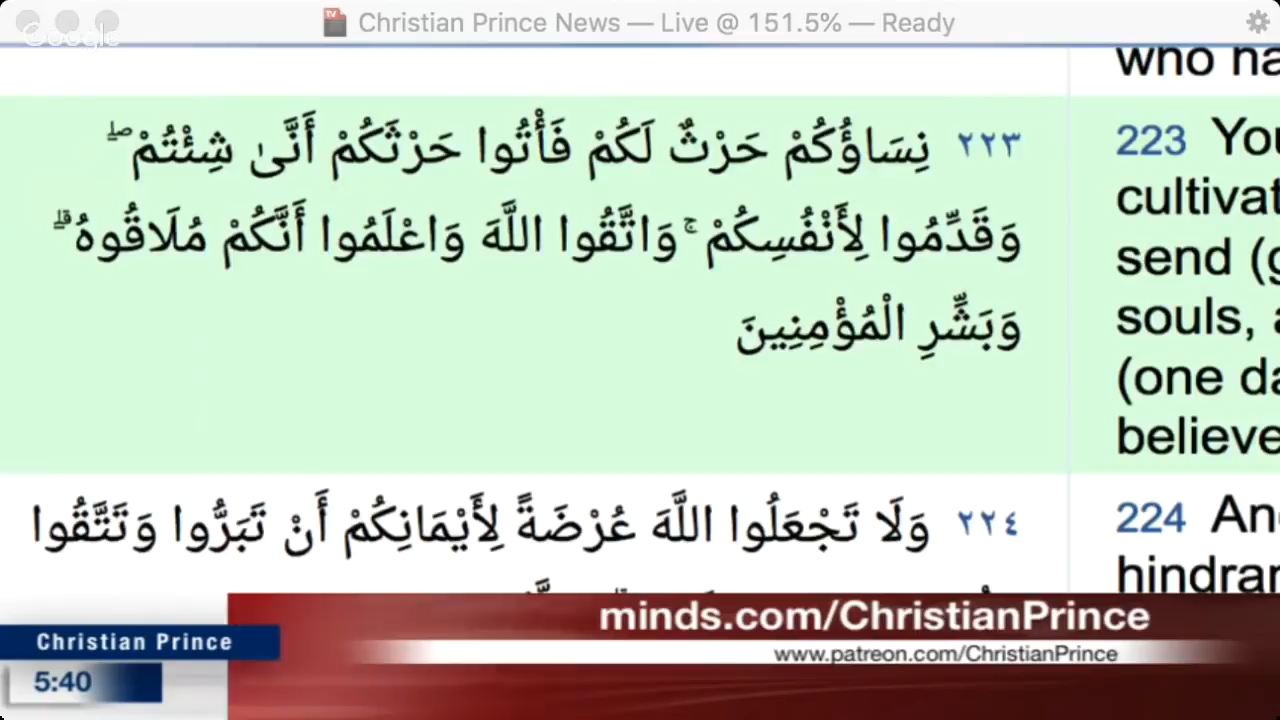 Google
Christian Prince News — Live @ 151.5% — Ready
who ha
٢٢٣ نِسَاؤُكُمْ حَرْثٌ لَكُمْ فَأْتُوا حَرْثَكُمْ أَنَّىٰ شِئْتُمْ ۖ
وَقَدِّمُوا لِأَنْفُسِكُمْ ۚ وَاتَّقُوا اللَّهَ وَاعْلَمُوا أَنَّكُمْ مُلَاقُوهُ ۗ
وَبَشِّرِ الْمُؤْمِنِينَ
223 You
cultivat
send (g
souls, a
(one da
believe
٢٢٤ وَلَا تَجْعَلُوا اللَّهَ عُرْضَةً لِأَيْمَانِكُمْ أَنْ تَبَرُّوا وَتَتَّقُوا
224 An
hindran
minds.com/ChristianPrince
www.patreon.com/ChristianPrince
Christian Prince
5:40